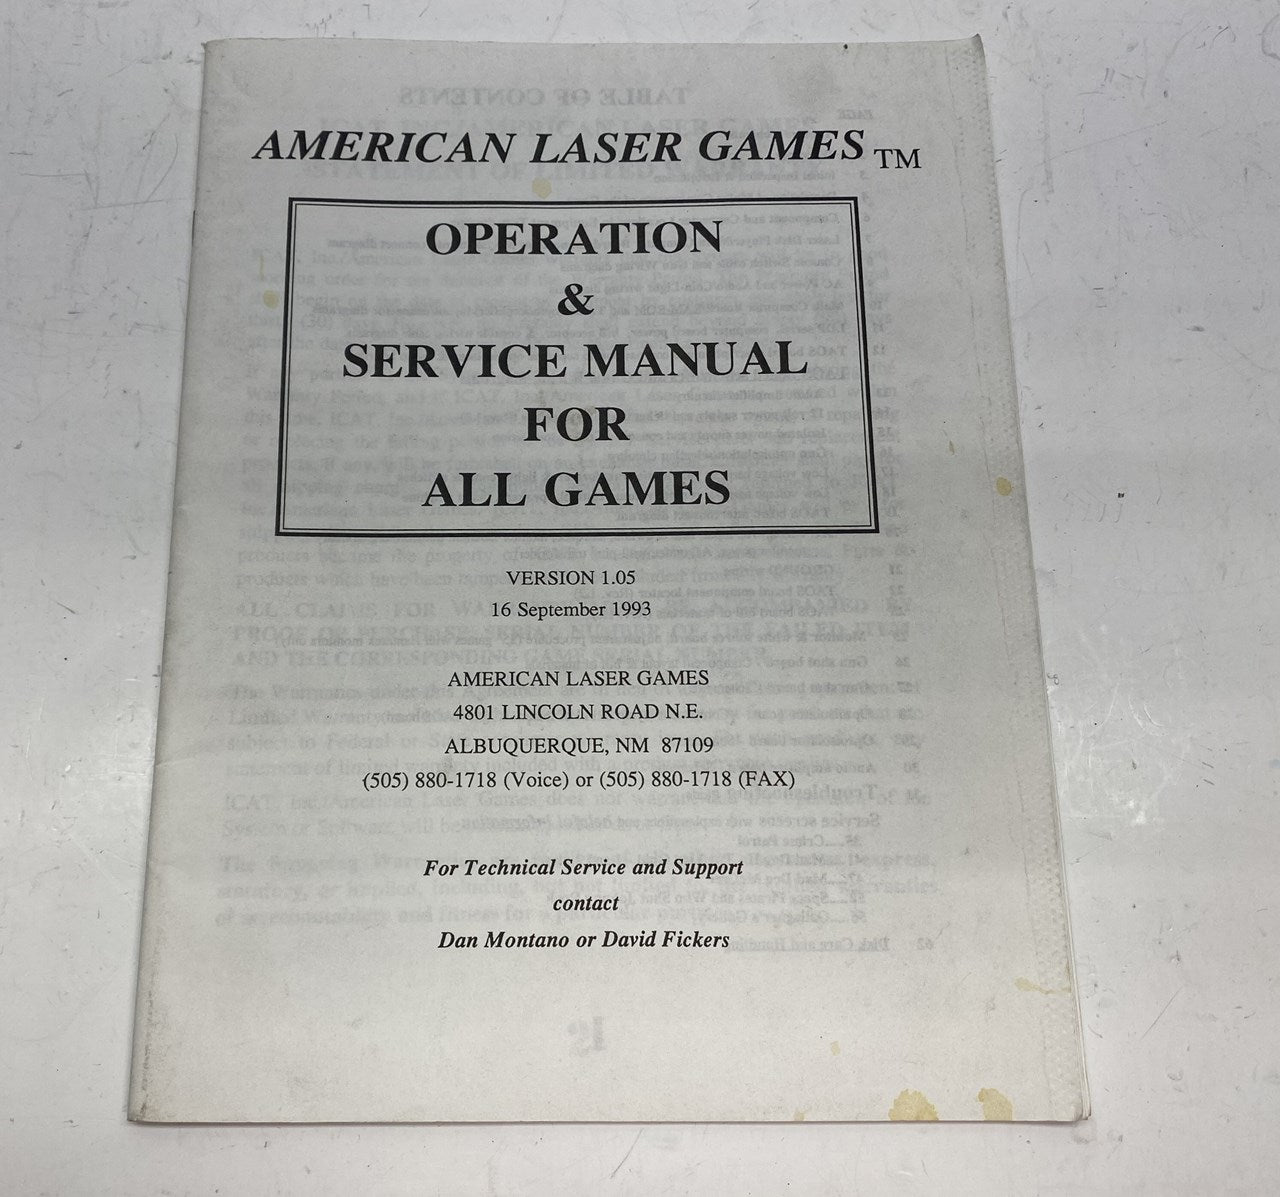 AMERICAN LASER GAMES TM
OPERATION
&
SERVICE MANUAL
FOR
ALL GAMES
VERSION 1.05
16 September 1993
AMERICAN LASER GAMES
4801 LINCOLN ROAD N.E.
ALBUQUERQUE, NM 87109
(505) 880-1718 (Voice) or (505) 880-1718 (FAX)
For Technical Service and Support
contact
Dan Montano or David Fickers